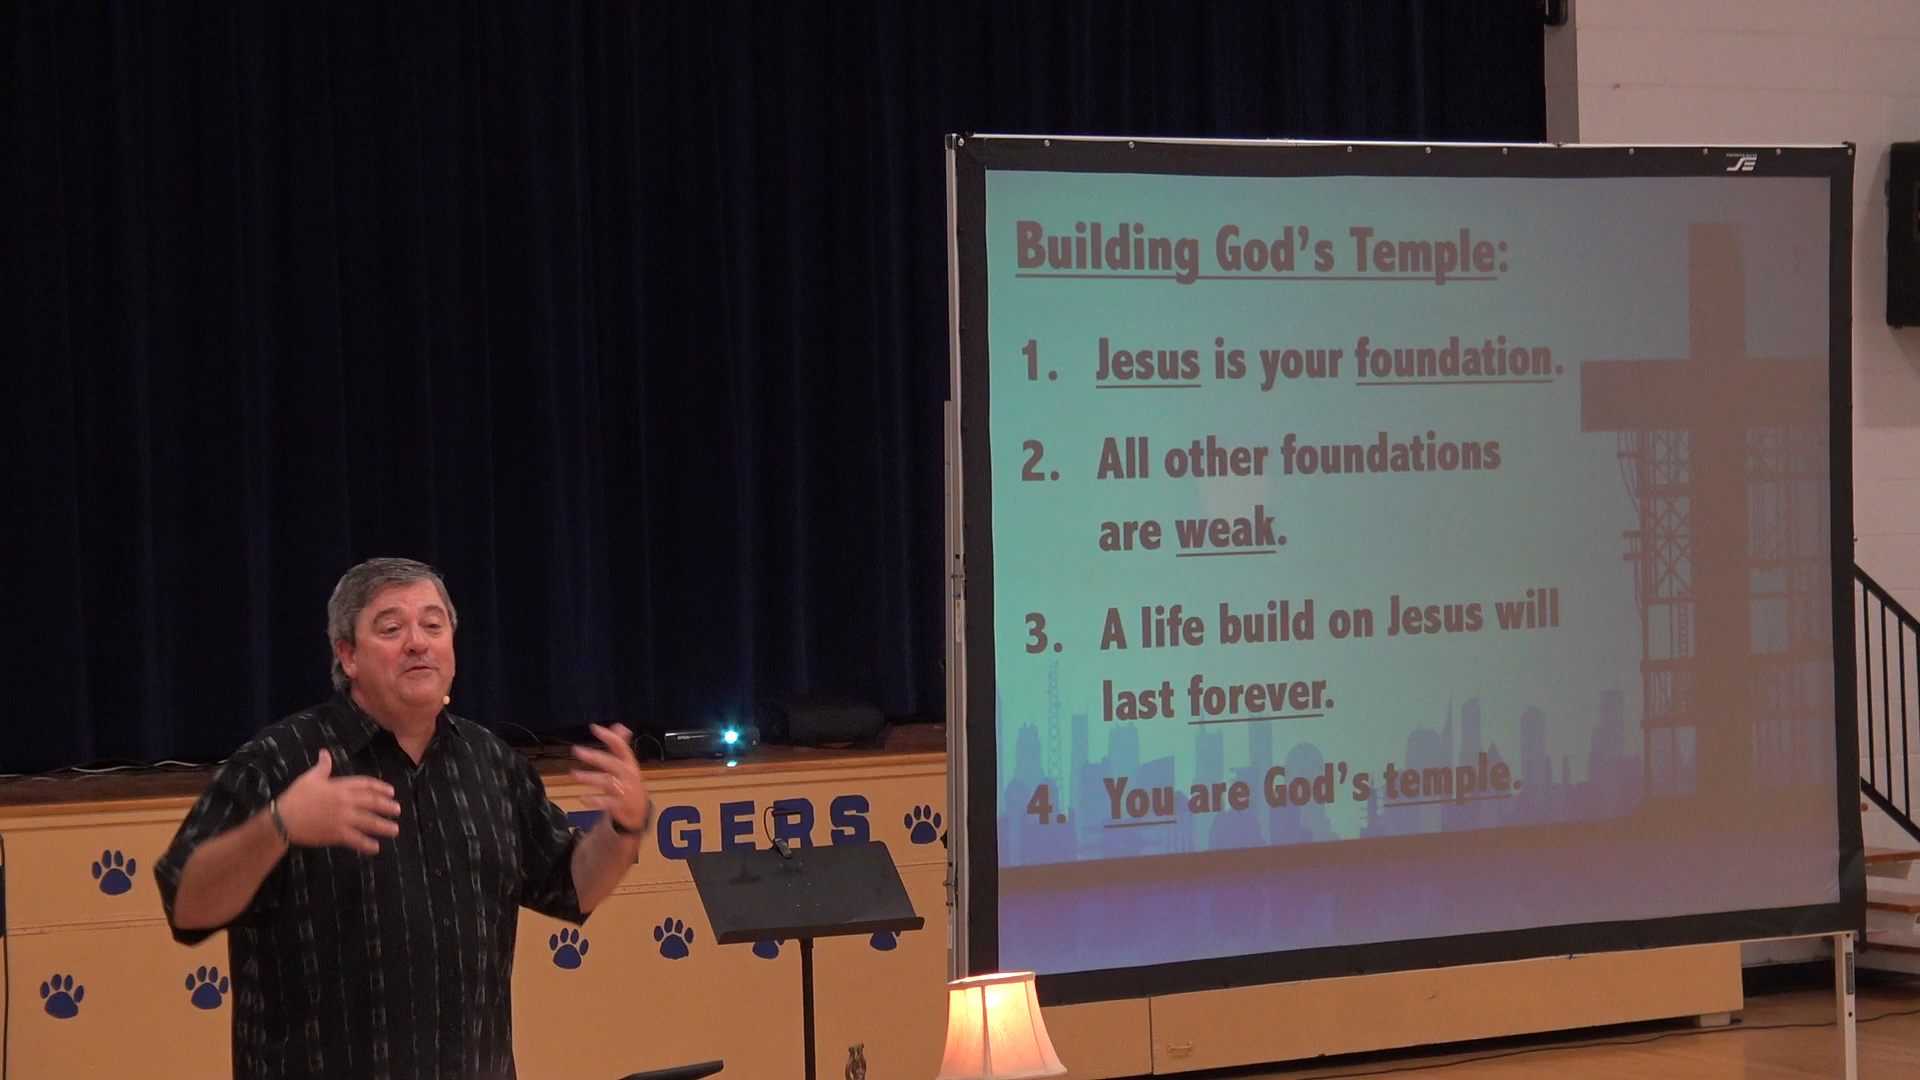 Building God's Temple:
1. Jesus is your foundation.
2. All other foundations
are weak.
3. A life build on Jesus will
last forever.
4. You are God's temple.
GERS